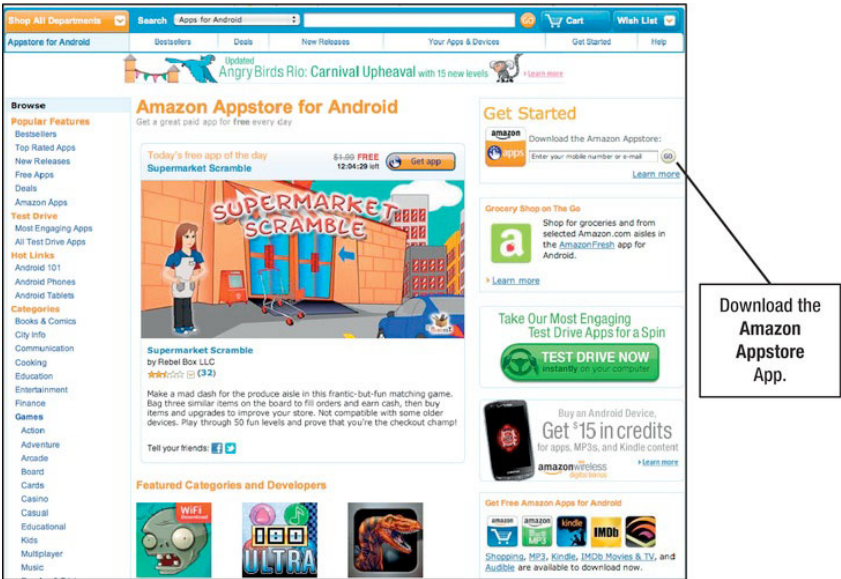 Shop All Departments
Search Apps for Android
Cart
Wish List
Appstore for Android
Bestsellers
Deals
New Releases
Your Apps & Devices
Get Started
Help
Updated
Angry Birds Rio: Carnival Upheaval with 15 new levels
Learn more
Browse
Popular Features
Bestsellers
Top Rated Apps
New Releases
Free Apps
Deals
Amazon Apps
Test Drive
Most Engaging Apps
All Test Drive Apps
Hot Links
Android 101
Android Phones
Android Tablets
Categories
Books & Comics
City Info
Communication
Cooking
Education
Entertainment
Finance
Games
Action
Adventure
Arcade
Board
Cards
Casino
Casual
Educational
Kids
Multiplayer
Music
Amazon Appstore for Android
Get a great paid app for free every day
Today's free app of the day
Supermarket Scramble
$1.99 FREE
12:04:29 left
Get app
SUPERMARKET
SCRAMBLE
Supermarket Scramble
by Rebel Box LLC
(32)
Make a mad dash for the produce aisle in this frantic-but-fun matching game.
Bag three similar items on the board to fill orders and earn cash, then buy
items and upgrades to improve your store. Not compatible with some older
devices. Play through 50 fun levels and prove that you're the checkout champ!
Tell your friends:
Featured Categories and Developers
WiFi
Download
100
ULTRA
Get Started
amazon
apps
Download the Amazon Appstore:
Enter your mobile number or e-mail
GO
Learn more
Grocery Shop on The Go
a
Shop for groceries and from
selected Amazon.com aisles in
the AmazonFresh app for
Android.
Learn more
Take Our Most Engaging
Test Drive Apps for a Spin
TEST DRIVE NOW
instantly on your computer
Buy an Android Device,
Get $15 in credits
for apps, MP3s, and Kindle content
amazonwireless
Learn more
Get Free Amazon Apps for Android
amazon
amazon
MP3
kindle
IMDb
Shopping, MP3, Kindle, IMDb Movies & TV, and
Audible are available to download now.
Download the
Amazon
Appstore
App.